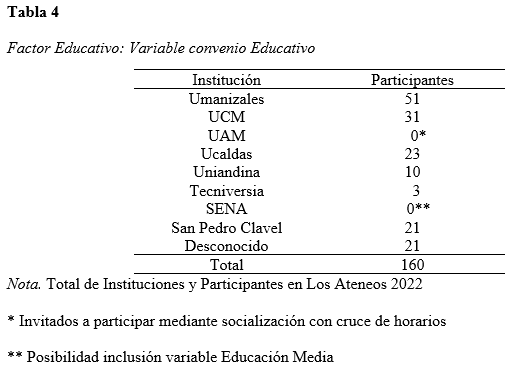 Tabla 4
Factor Educativo: Variable convenio Educativo
Institución Participantes
Umanizales 51
UCM 31
UAM 0*
Ucaldas 23
Uniandina 10
Tecniversia 3
SENA 0**
San Pedro Clavel 21
Desconocido 21
Total 160
Nota. Total de Instituciones y Participantes en Los Ateneos 2022
* Invitados a participar mediante socialización con cruce de horarios
** Posibilidad inclusión variable Educación Media